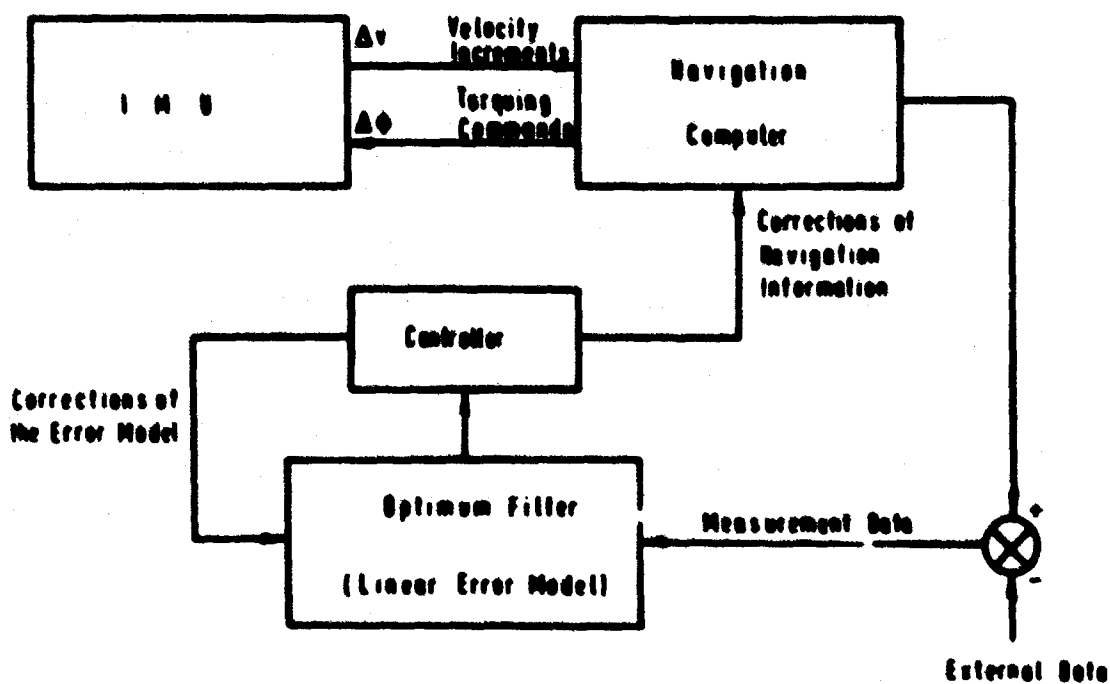 Δv
Velocity
Increments
I M U
Navigation
Computer
Torquing
Commands
Δϕ
Corrections of
Navigation
Information
Controller
Corrections of
the Error Model
Optimum Filter
(Linear Error Model)
Measurement Data
+
-
External Data